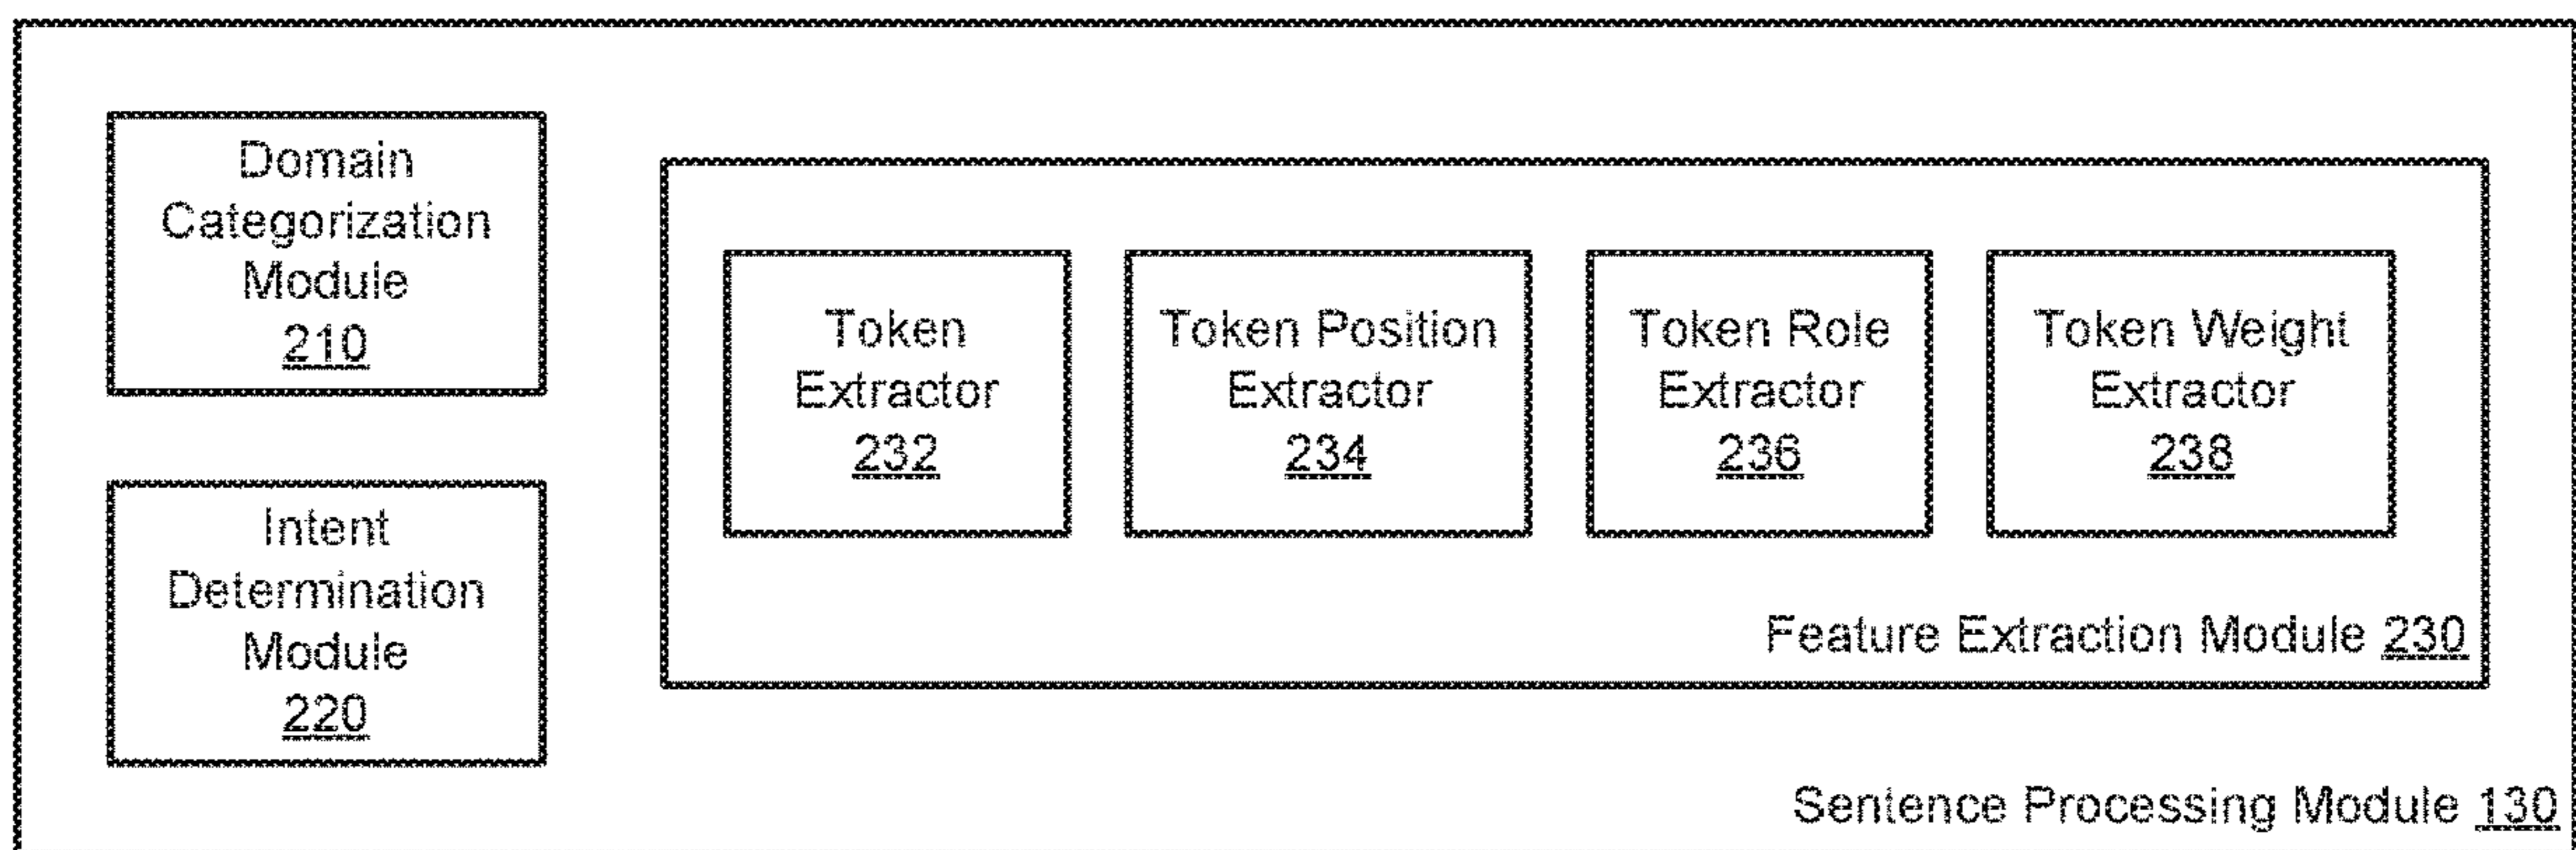 Domain
Categorization
Module
210
Intent
Determination
Module
220
Token
Extractor
232
Token Position
Extractor
234
Token Role
Extractor
236
Token Weight
Extractor
238
Feature Extraction Module 230
Sentence Processing Module 130